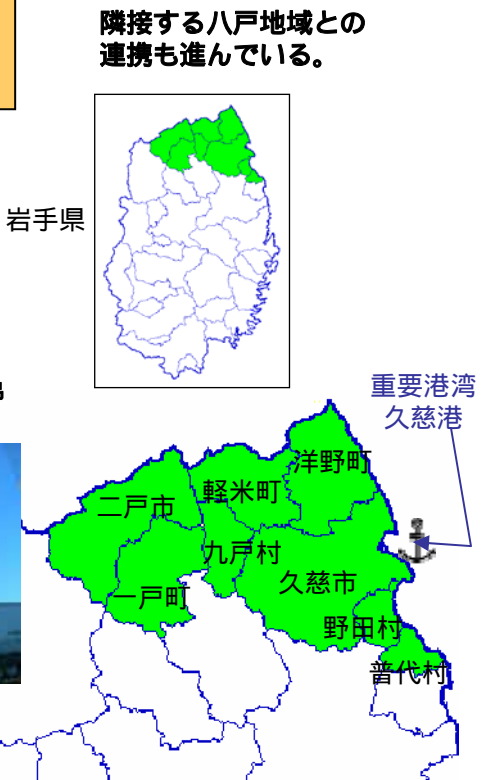 隣接する八戸地域との
連携も進んでいる。
岩手県
重要港湾
久慈港
洋野町
軽米町
二戸市
九戸村
久慈市
一戸町
野田村
普代村